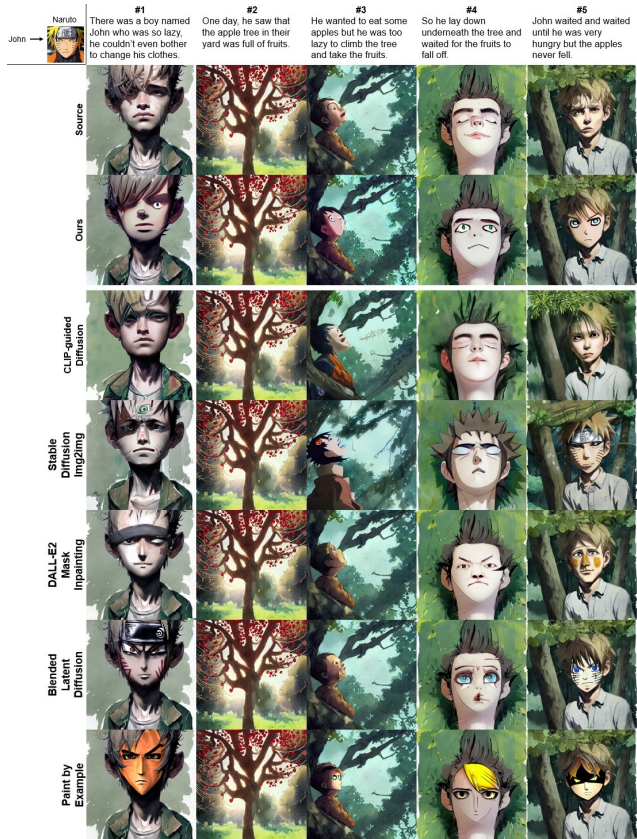 Naruto
John
#1
There was a boy named
John who was so lazy,
he couldn't even bother
to change his clothes.
#2
One day, he saw that
the apple tree in their
yard was full of fruits.
#3
He wanted to eat some
apples but he was too
lazy to climb the tree
and take the fruits.
#4
So he lay down
underneath the tree and
waited for the fruits to
fall off.
#5
John waited and waited
until he was very
hungry but the apples
never fell.
Source
Ours
CLIP-guided
Diffusion
Stable
Diffusion
Img2img
DALL-E2
Mask
Inpainting
Blended
Latent
Diffusion
Paint by
Example